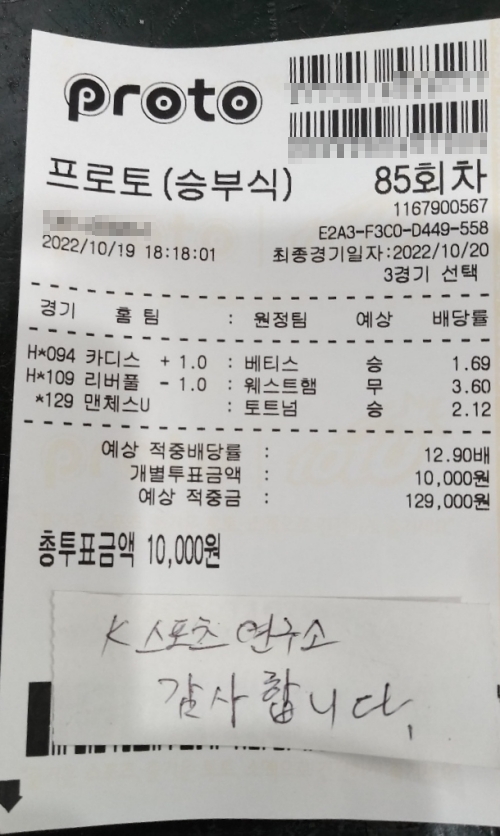 proto
프로토(승부식) 85회차
1167900567
E2A3-F3C0-D449-558
2022/10/19 18:18:01 최종경기일자:2022/10/20
3경기 선택
경기 홈 팀 : 원정팀 예상 배당률
H*094 카디스 + 1.0 : 베티스 승 1.69
H*109 리버풀 - 1.0 : 웨스트햄 무 3.60
*129 맨체스U : 토트넘 승 2.12
예상 적중배당률 : 12.90배
개별투표금액 : 10,000원
예상 적중금 : 129,000원
총투표금액 10,000원
K 스포츠 연구소
감사합니다.